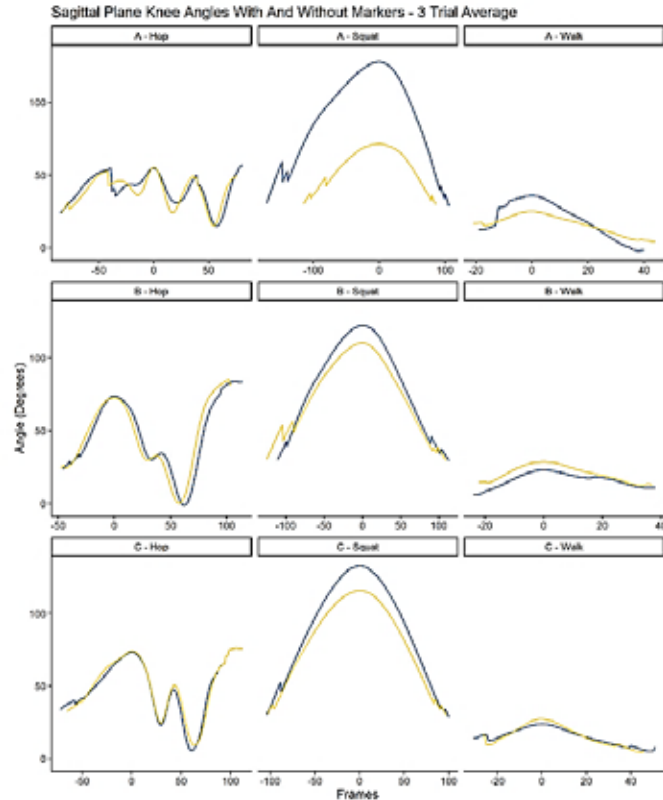 Sagittal Plane Knee Angles With And Without Markers - 3 Trial Average
A - Hop A - Squat A - Walk
100
50
0
-50 0 50 -100 0 100 -20 0 20 40
B - Hop B - Squat B - Walk
Angle (Degrees)
100
50
0
-50 0 50 100 -100 -50 0 50 100 -20 0 20 40
C - Hop C - Squat C - Walk
100
50
0
-50 0 50 100 -100 -50 0 50 100 -20 0 20 40
Frames